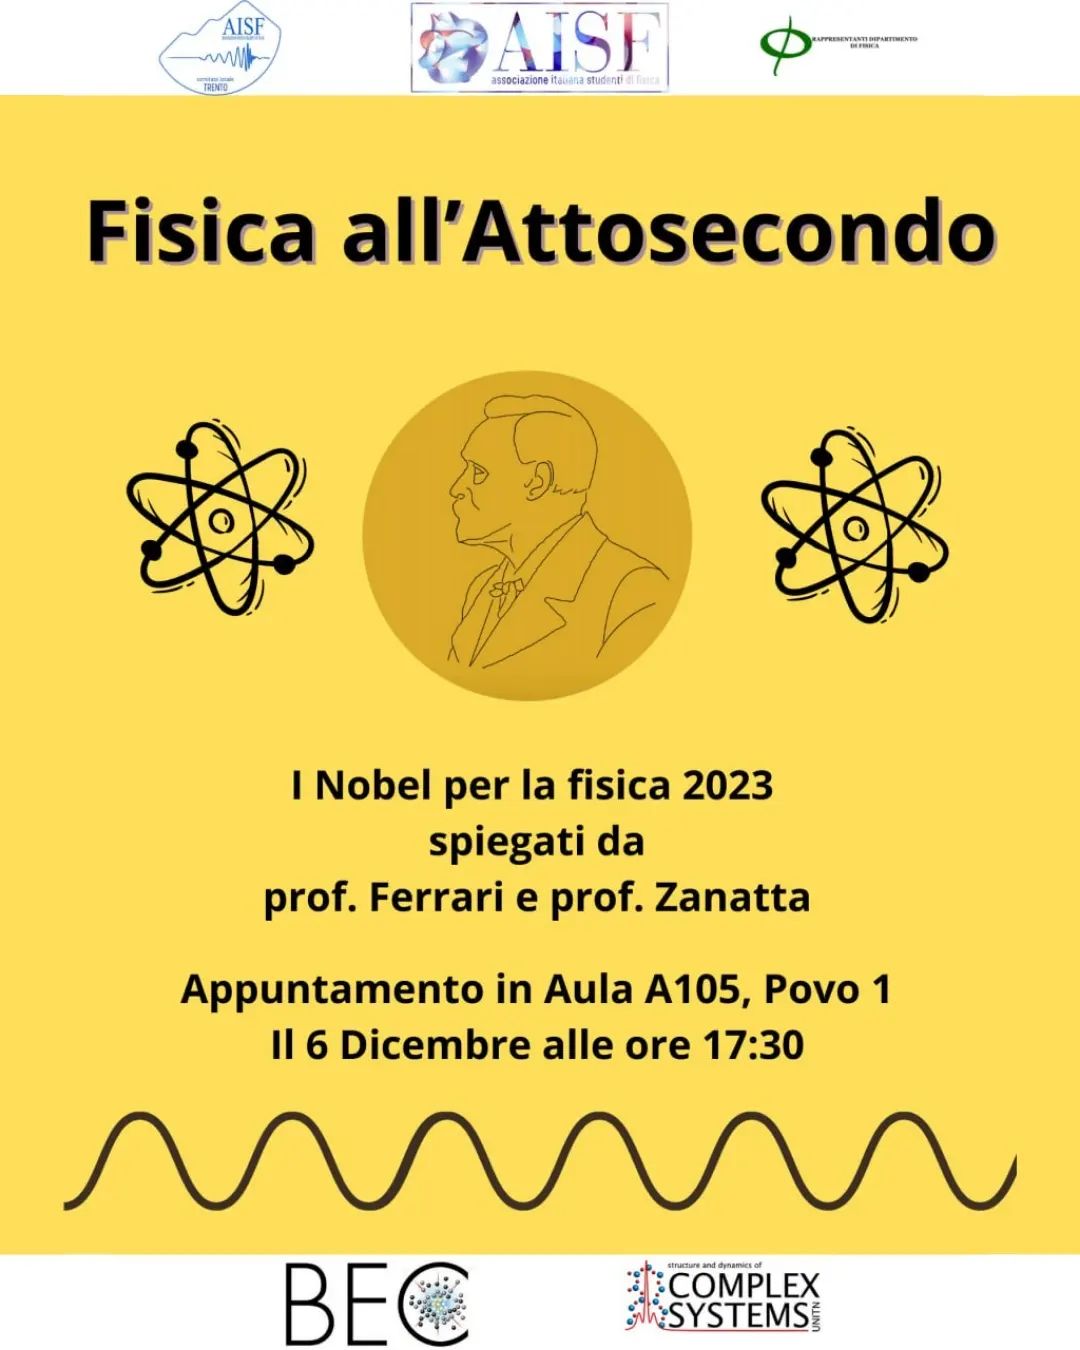 AISF
comitato locale
TRENTO
AISF
associazione italiana studenti di fisica
RAPPRESENTANTI DIPARTIMENTO
DI FISICA
Fisica all'Attosecondo
I Nobel per la fisica 2023
spiegati da
prof. Ferrari e prof. Zanatta
Appuntamento in Aula A105, Povo 1
Il 6 Dicembre alle ore 17:30
BEC
structure and dynamics of
COMPLEX
SYSTEMS
UNITN